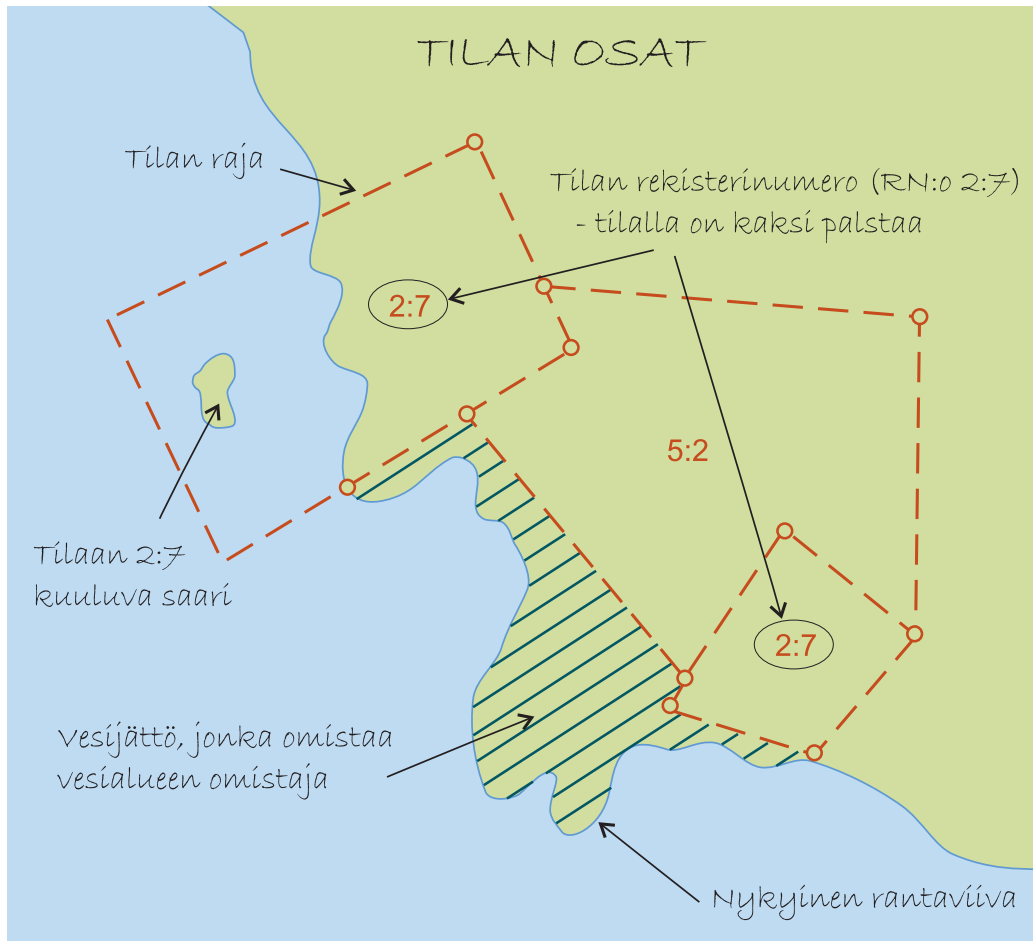 TILAN OSAT
Tilan raja
Tilan rekisterinumero (RN:o 2:7)
- tilalla on kaksi palstaa
2:7
5:2
Tilaan 2:7
kuuluva saari
2:7
Vesijättö, jonka omistaa
vesialueen omistaja
Nykyinen rantaviiva